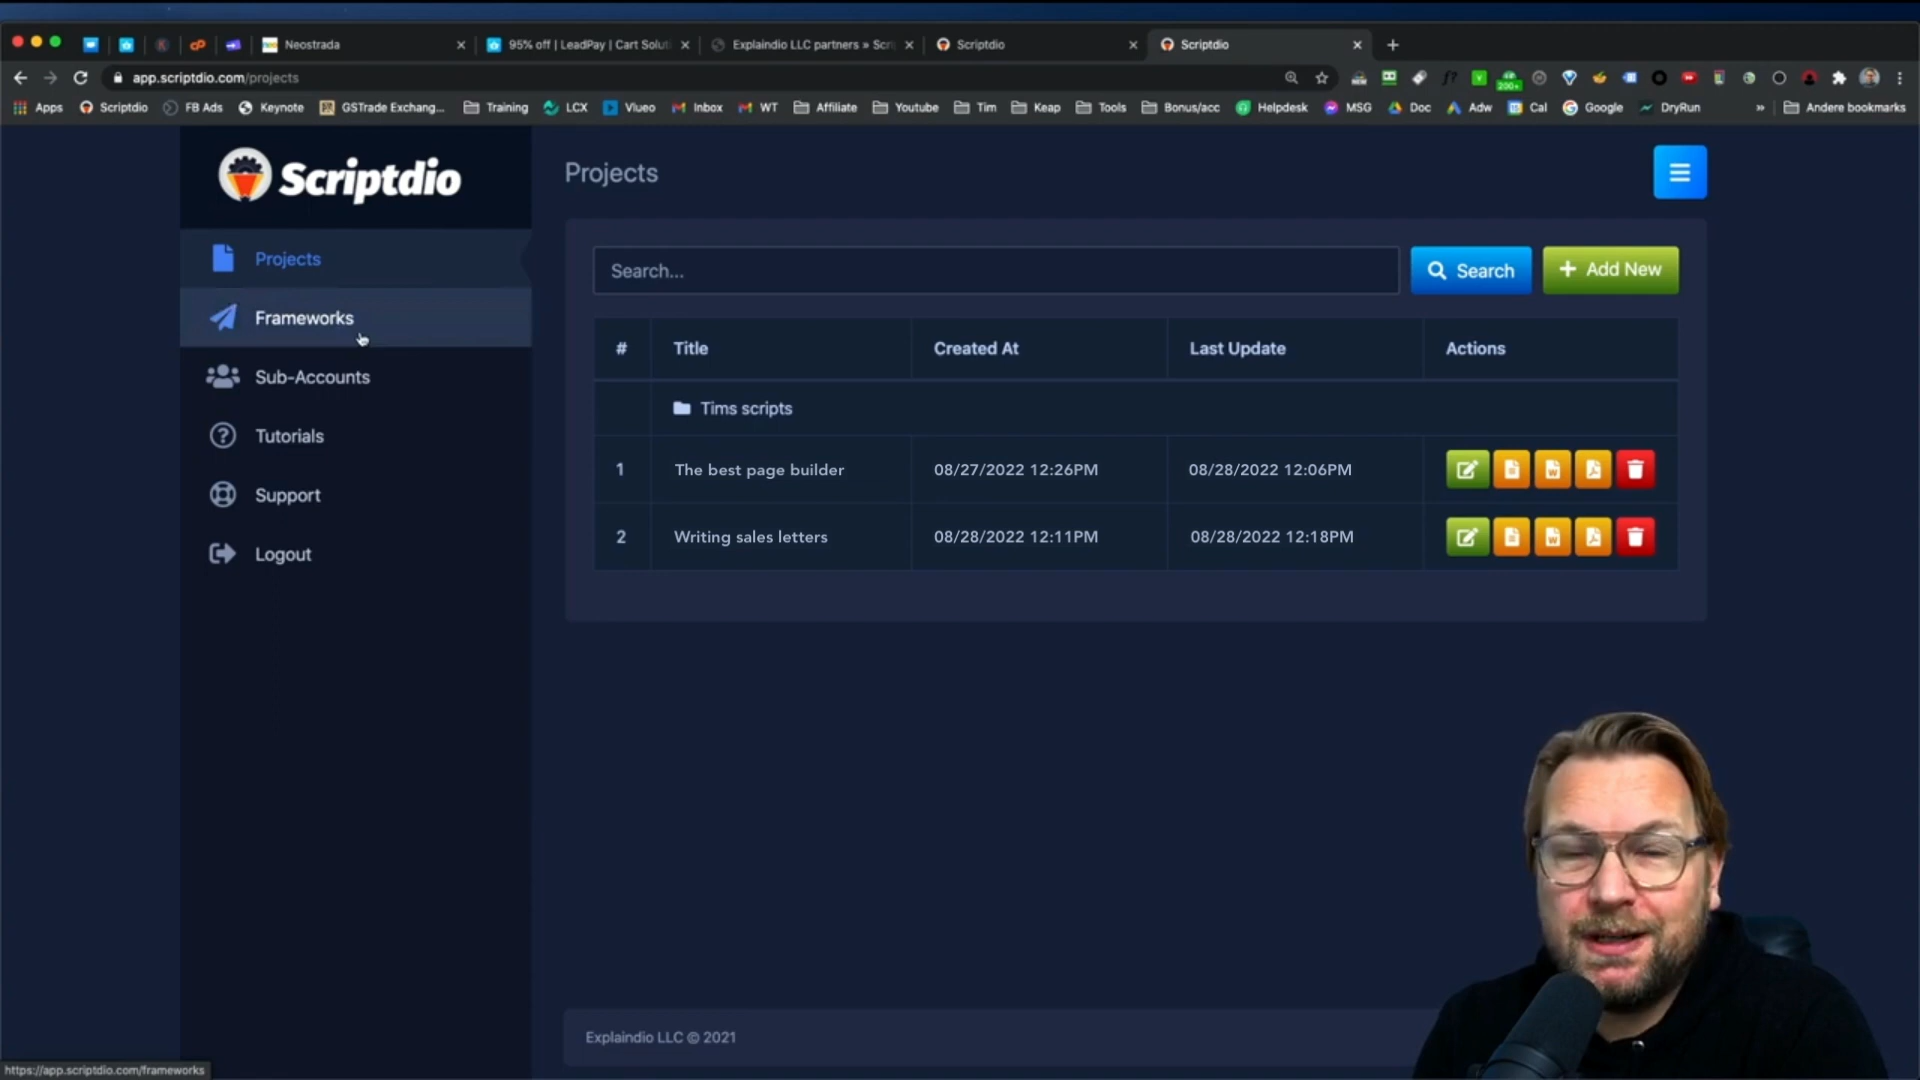 Neostrada
95% off | LeadPay | Cart Soluti
Explaindio LLC partners » Scri
Scriptdio
Scriptdio
app.scriptdio.com/projects
200+
Apps
Scriptdio
FB Ads
Keynote
GSTrade Exchang...
Training
LCX
Vlueo
Inbox
WT
Affiliate
Youtube
Tim
Keap
Tools
Bonus/acc
Helpdesk
MSG
Doc
Adw
Cal
Google
DryRun
»
Andere bookmarks
Scriptdio
Projects
Projects
Frameworks
Sub-Accounts
Tutorials
Support
Logout
Search...
Search
+ Add New
# Title Created At Last Update Actions
Tims scripts
1 The best page builder 08/27/2022 12:26PM 08/28/2022 12:06PM
2 Writing sales letters 08/28/2022 12:11PM 08/28/2022 12:18PM
Explaindio LLC © 2021
https://app.scriptdio.com/frameworks